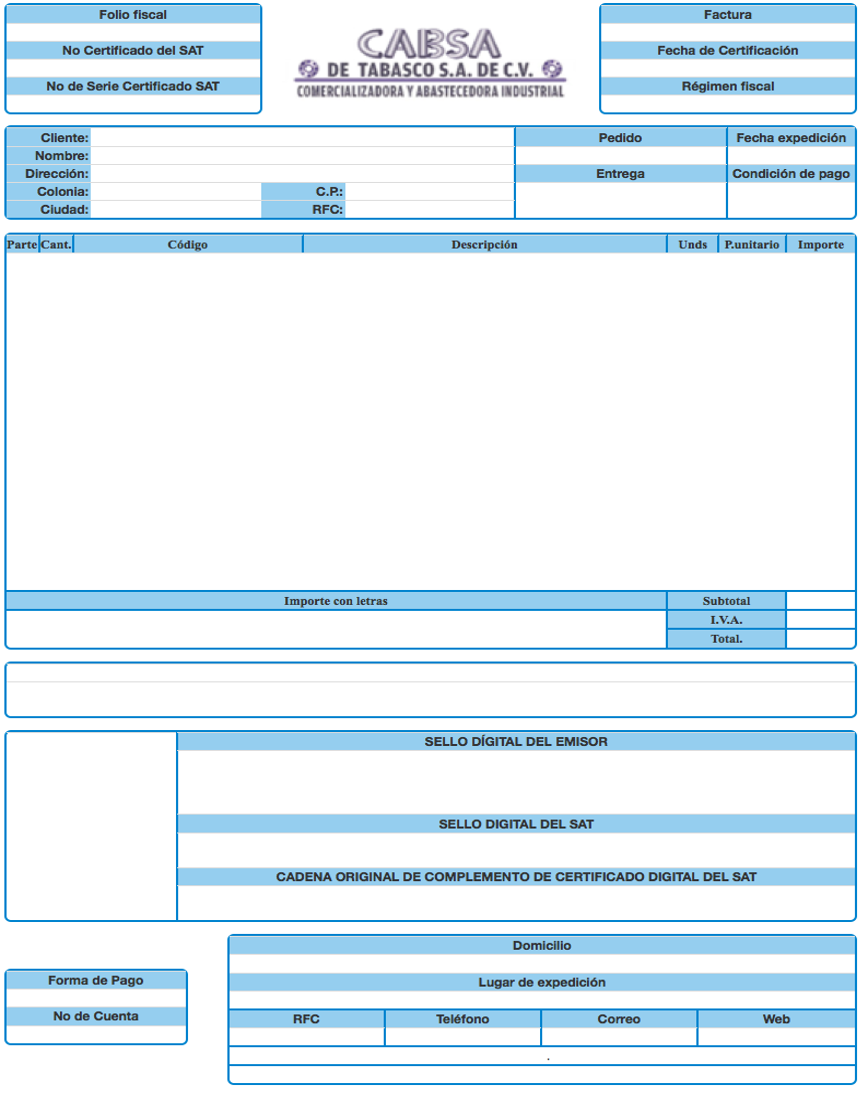 Folio fiscal
No Certificado del SAT
No de Serie Certificado SAT
CABSA
DE TABASCO S.A. DE C.V.
COMERCIALIZADORA Y ABASTECEDORA INDUSTRIAL
Factura
Fecha de Certificación
Régimen fiscal
Cliente:
Nombre:
Dirección:
Colonia: C.P.:
Ciudad: RFC:
Pedido Fecha expedición
Entrega Condición de pago
Parte Cant. Código Descripción Unds P.unitario Importe
Importe con letras Subtotal
I.V.A.
Total.
SELLO DÍGITAL DEL EMISOR
SELLO DIGITAL DEL SAT
CADENA ORIGINAL DE COMPLEMENTO DE CERTIFICADO DIGITAL DEL SAT
Forma de Pago
No de Cuenta
Domicilio
Lugar de expedición
RFC Teléfono Correo Web
.